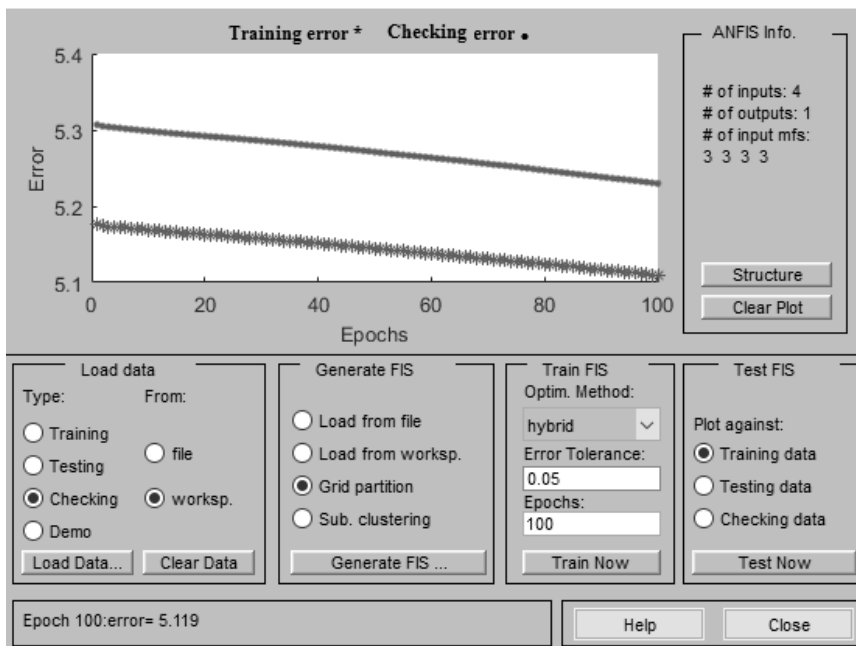 Training error * Checking error •
5.4
5.3
5.2
5.1
Error
0 20 40 60 80 100
Epochs
ANFIS Info.
# of inputs: 4
# of outputs: 1
# of input mfs:
3 3 3 3
Structure
Clear Plot
Load data
Type: From:
Training
Testing
Checking
Demo
file
worksp.
Load Data... Clear Data
Generate FIS
Load from file
Load from worksp.
Grid partition
Sub. clustering
Generate FIS ...
Train FIS
Optim. Method:
hybrid
Error Tolerance:
0.05
Epochs:
100
Train Now
Test FIS
Plot against:
Training data
Testing data
Checking data
Test Now
Epoch 100:error= 5.119
Help
Close